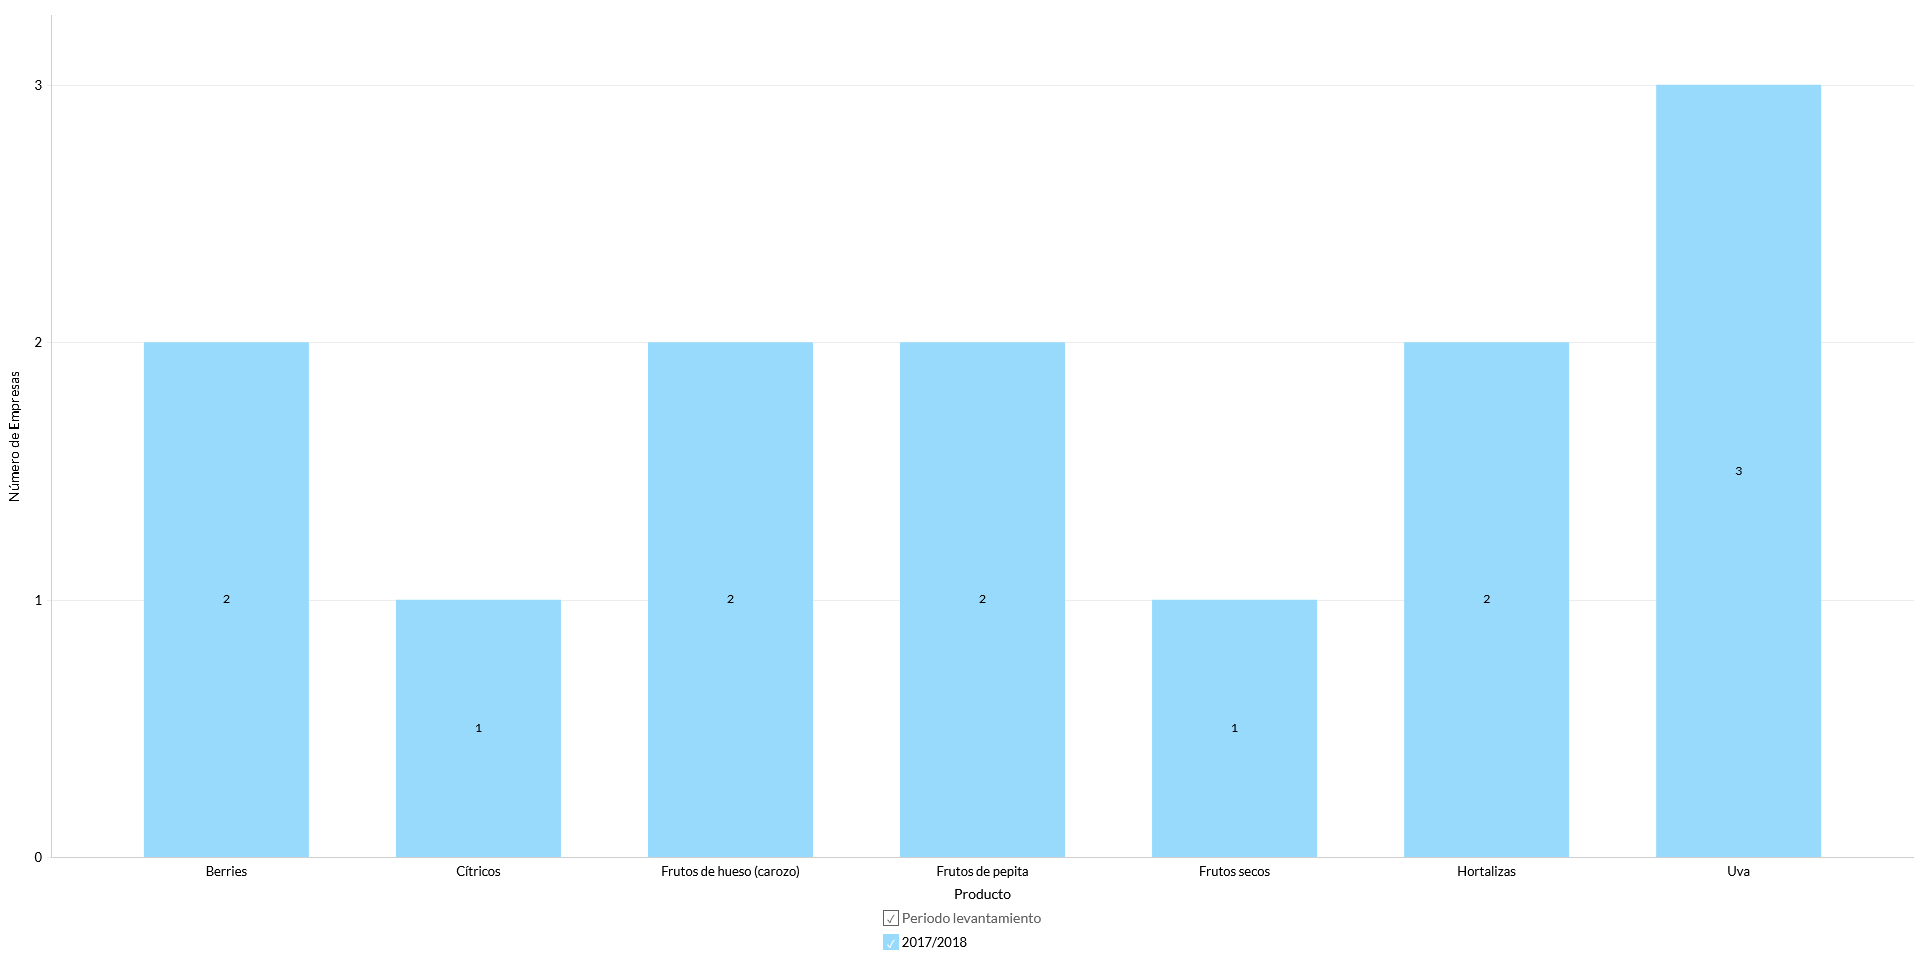 Número de Empresas
3
2
1
0
2
1
2
2
1
2
3
Berries
Cítricos
Frutos de hueso (carozo)
Frutos de pepita
Frutos secos
Hortalizas
Uva
Producto
Periodo levantamiento
2017/2018